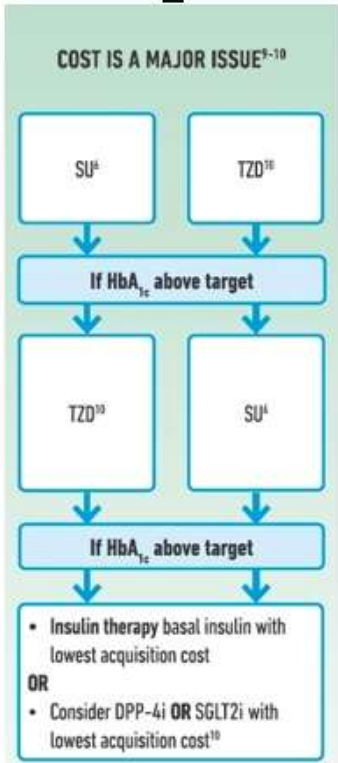 COST IS A MAJOR ISSUE⁹⁻¹⁰
SU⁶
TZD¹⁰
If HbA₁c above target
TZD¹⁰
SU⁶
If HbA₁c above target
• Insulin therapy basal insulin with
lowest acquisition cost
OR
• Consider DPP-4i OR SGLT2i with
lowest acquisition cost¹⁰